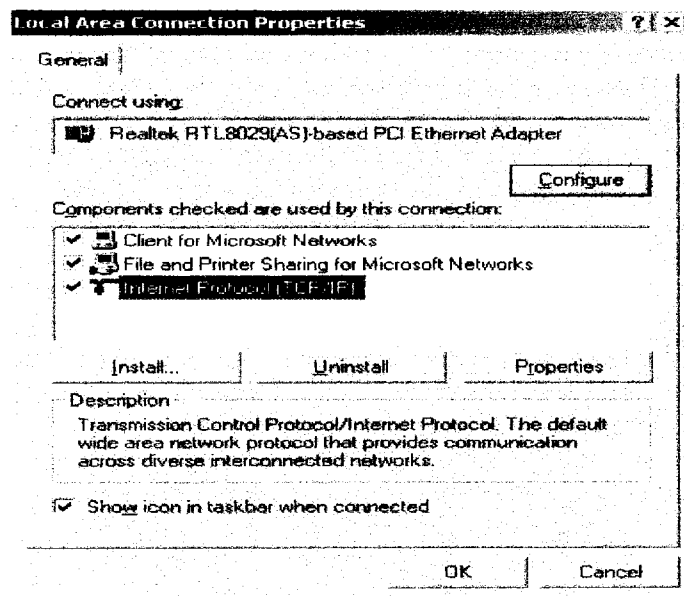 Local Area Connection Properties
General
Connect using:
Realtek RTL8029(AS)-based PCI Ethernet Adapter
Configure
Components checked are used by this connection:
Client for Microsoft Networks
File and Printer Sharing for Microsoft Networks
Internet Protocol (TCP/IP)
Install... Uninstall Properties
Description
Transmission Control Protocol/Internet Protocol. The default
wide area network protocol that provides communication
across diverse interconnected networks.
Show icon in taskbar when connected
OK Cancel